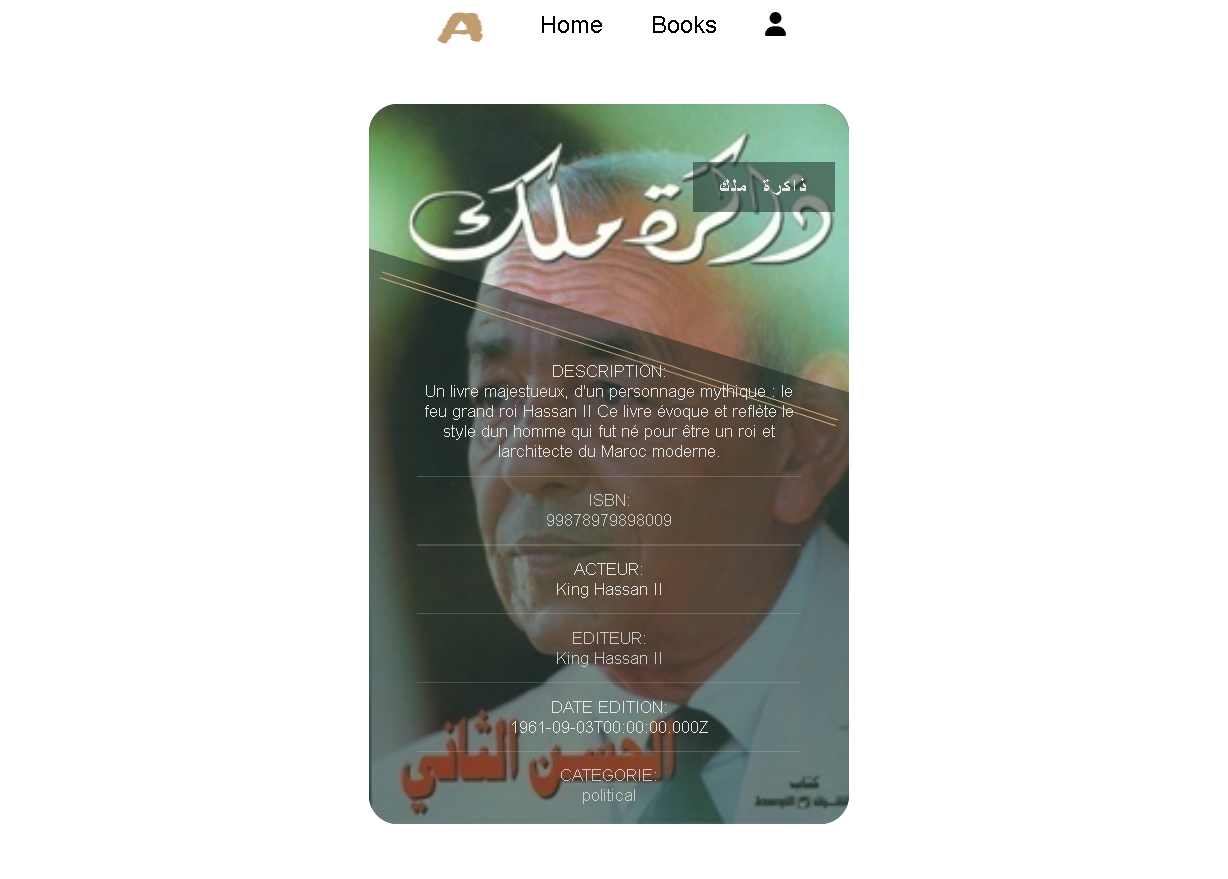 A
Home
Books
ذاكرة ملك
ذاكرة ملك
DESCRIPTION:
Un livre majestueux, d'un personnage mythique : le
feu grand roi Hassan II Ce livre évoque et reflète le
style dun homme qui fut né pour être un roi et
larchitecte du Maroc moderne.
ISBN:
99878979898009
ACTEUR:
King Hassan II
EDITEUR:
King Hassan II
DATE EDITION:
1961-09-03T00:00:00.000Z
الحسن الثاني
CATEGORIE:
political
كتاب
الأوسط